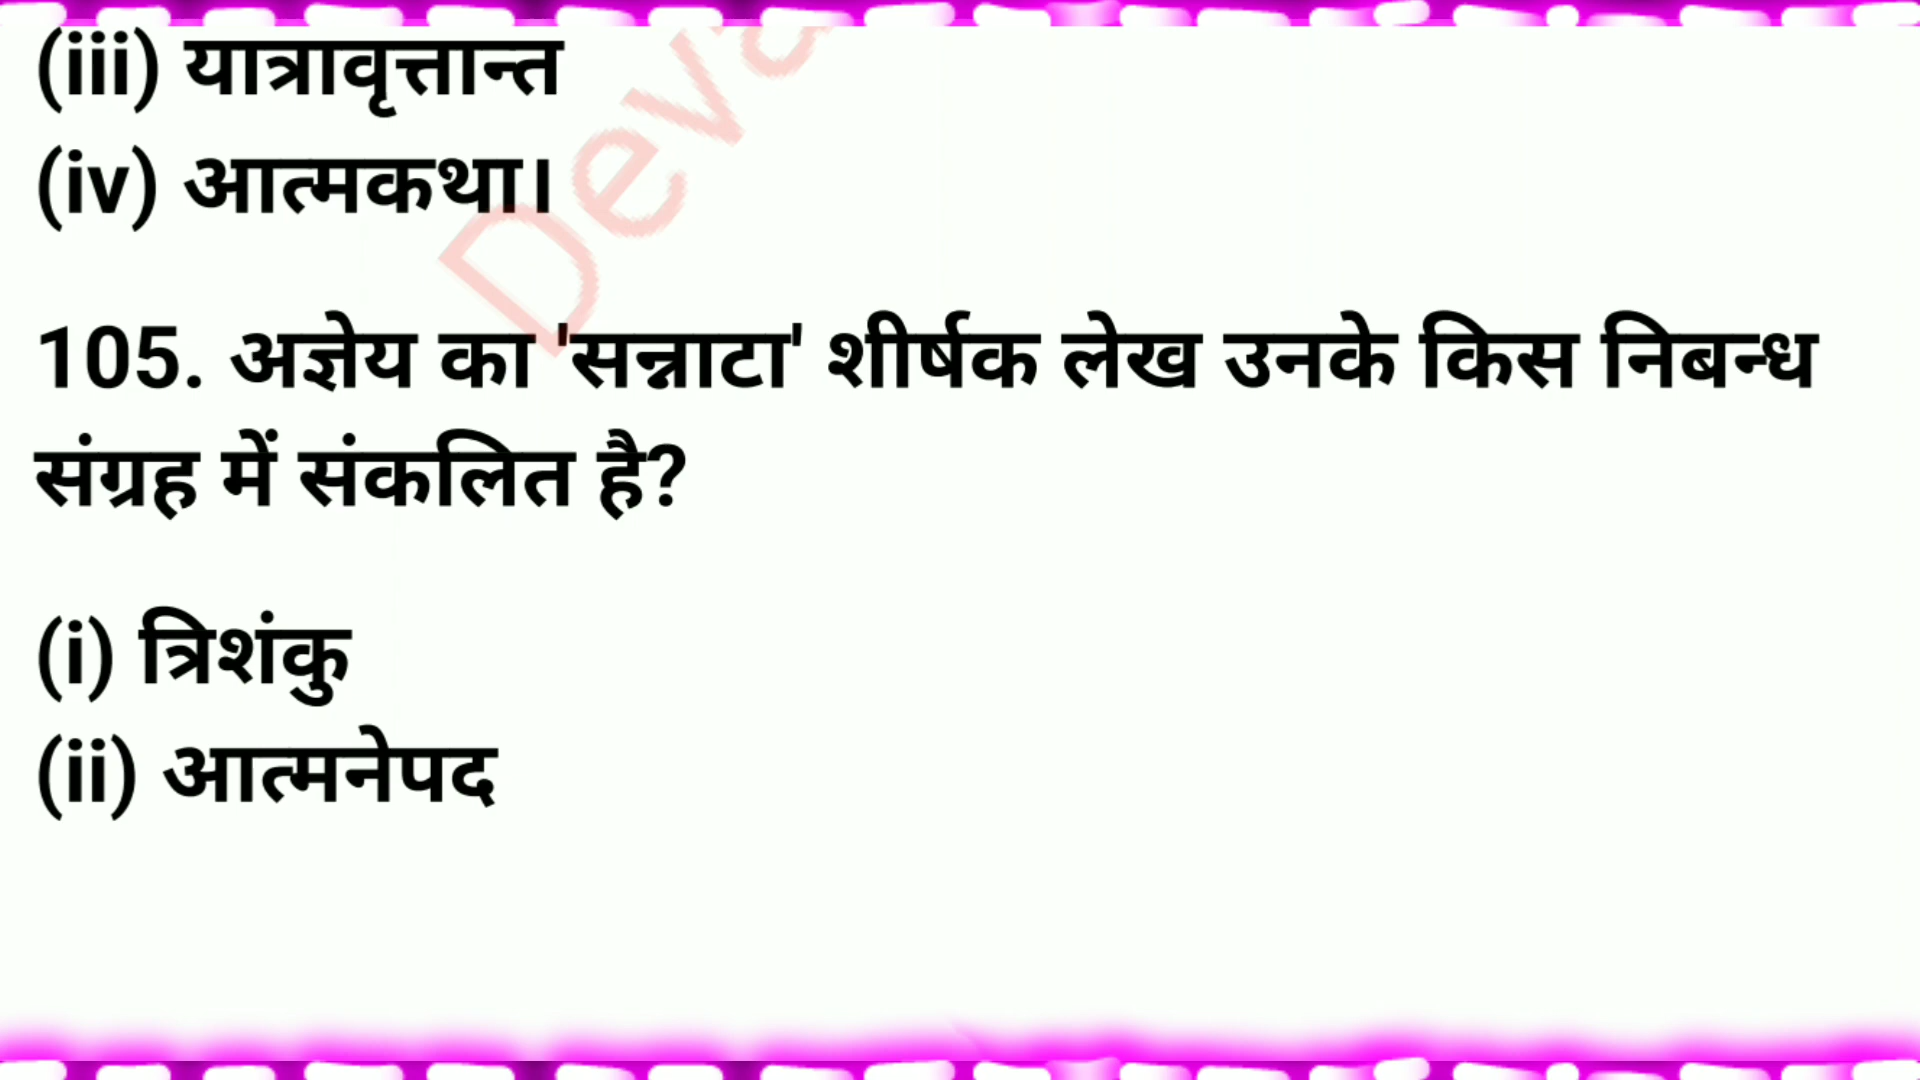 (iii) यात्रावृत्तान्त
(iv) आत्मकथा।
105. अज्ञेय का 'सन्नाटा' शीर्षक लेख उनके किस निबन्ध
संग्रह में संकलित है?
(i) त्रिशंकु
(ii) आत्मनेपद